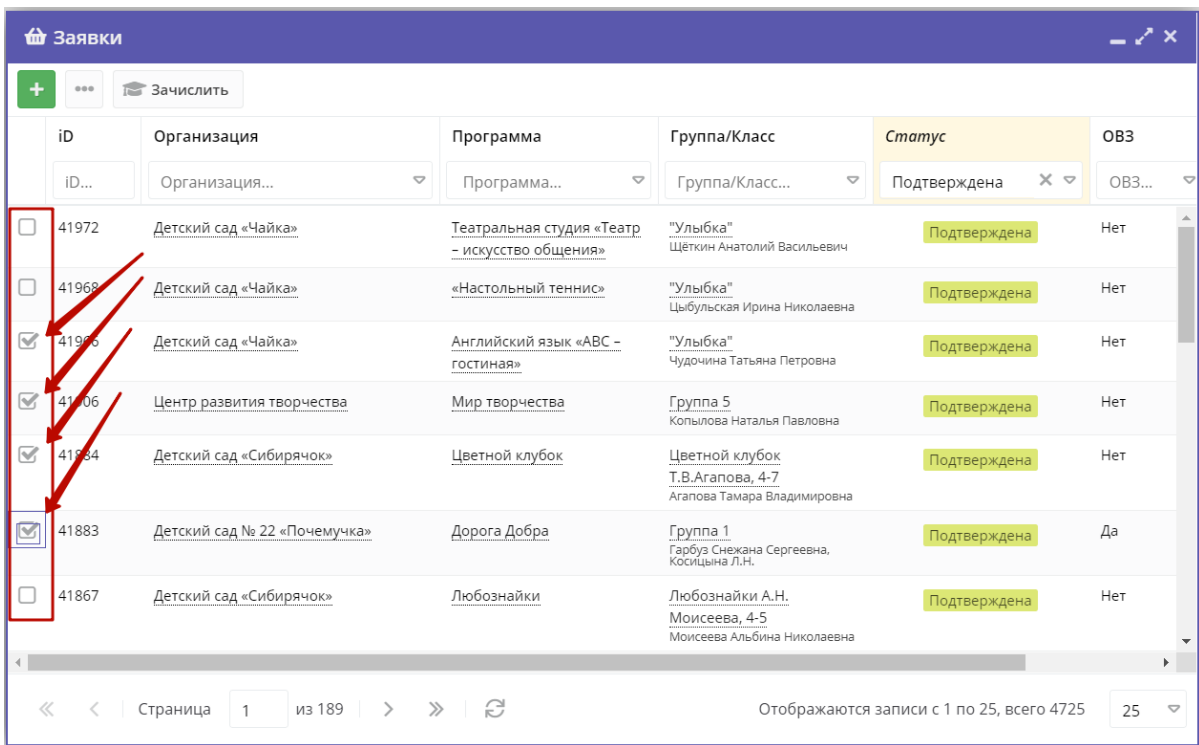 Заявки
Зачислить
iD Организация Программа Группа/Класс Статус ОВЗ
iD... Организация... Программа... Группа/Класс... Подтверждена ОВЗ...
41972 Детский сад «Чайка» Театральная студия «Театр "Улыбка" Подтверждена Нет
– искусство общения» Щёткин Анатолий Васильевич
41968 Детский сад «Чайка» «Настольный теннис» "Улыбка" Подтверждена Нет
Цыбульская Ирина Николаевна
41966 Детский сад «Чайка» Английский язык «АВС – "Улыбка" Подтверждена Нет
гостиная» Чудочина Татьяна Петровна
41906 Центр развития творчества Мир творчества Группа 5 Подтверждена Нет
Копылова Наталья Павловна
41884 Детский сад «Сибирячок» Цветной клубок Цветной клубок Подтверждена Нет
Т.В.Агапова, 4-7
Агапова Тамара Владимировна
41883 Детский сад № 22 «Почемучка» Дорога Добра Группа 1 Подтверждена Да
Гарбуз Снежана Сергеевна,
Косицына Л.Н.
41867 Детский сад «Сибирячок» Любознайки Любознайки А.Н. Подтверждена Нет
Моисеева, 4-5
Моисеева Альбина Николаевна
Страница 1 из 189 Отображаются записи с 1 по 25, всего 4725 25